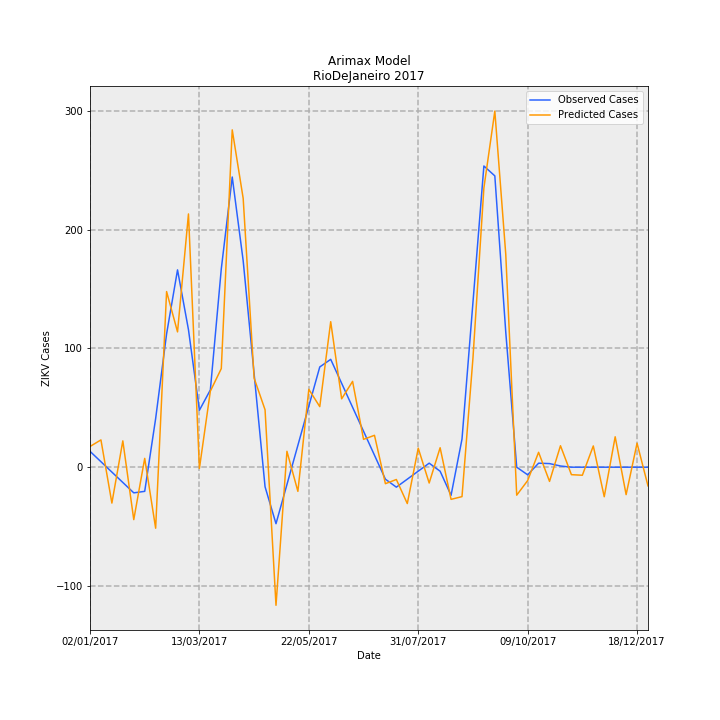 Arimax Model
RioDeJaneiro 2017
Observed Cases
Predicted Cases
300
200
100
0
−100
ZIKV Cases
02/01/2017
13/03/2017
22/05/2017
31/07/2017
09/10/2017
18/12/2017
Date